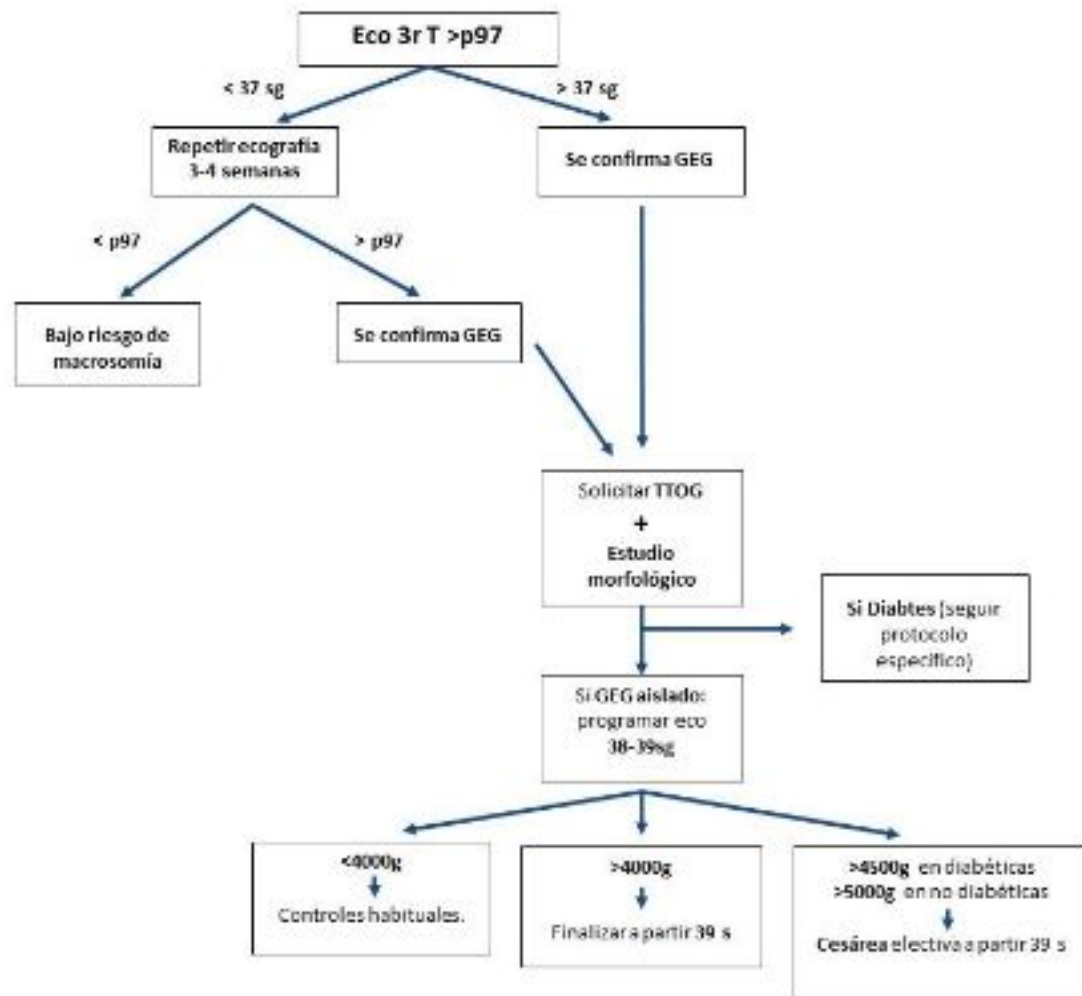 Eco 3r T >p97
< 37 sg
> 37 sg
Repetir ecografía
3-4 semanas
Se confirma GEG
< p97
> p97
Bajo riesgo de
macrosomía
Se confirma GEG
Solicitar TTOG
+
Estudio
morfológico
Si Diabtes (seguir
protocolo
específico)
Si GEG aislado:
programar eco
38-39sg
<4000g
Controles habituales.
>4000g
Finalizar a partir 39 s
>4500g en diabéticas
>5000g en no diabéticas
Cesárea electiva a partir 39 s